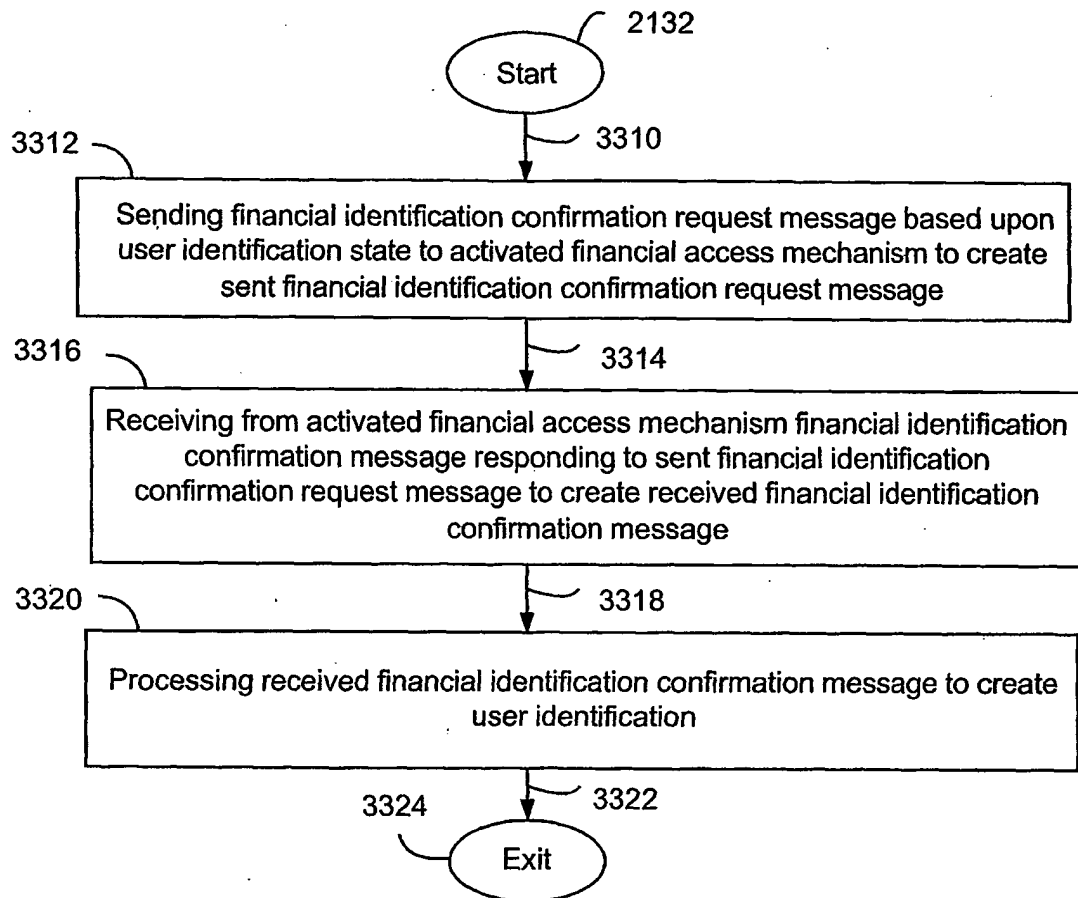 2132
Start
3310
3312
Sending financial identification confirmation request message based upon
user identification state to activated financial access mechanism to create
sent financial identification confirmation request message
3314
3316
Receiving from activated financial access mechanism financial identification
confirmation message responding to sent financial identification
confirmation request message to create received financial identification
confirmation message
3318
3320
Processing received financial identification confirmation message to create
user identification
3322
3324
Exit